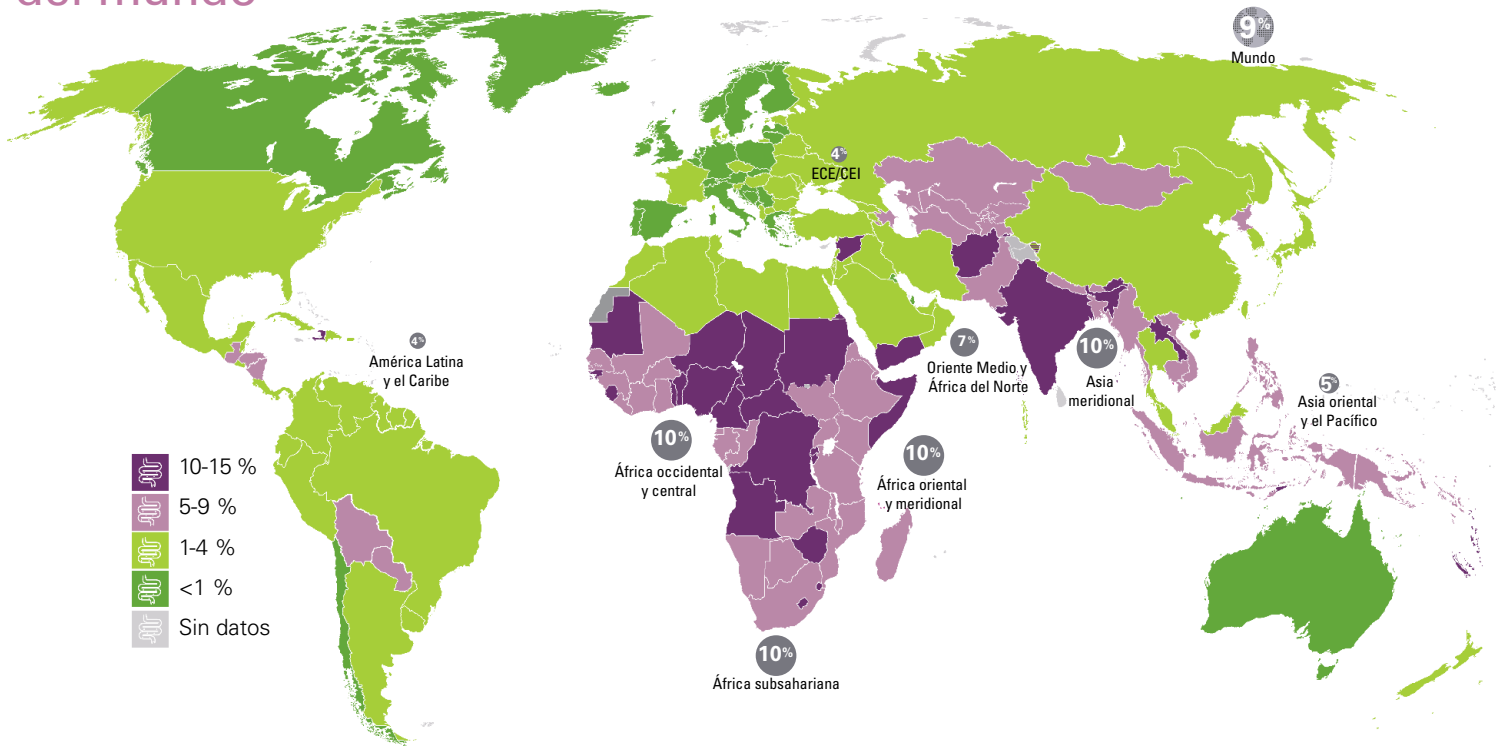 del mundo
9%
Mundo
4%
ECE/CEI
4%
América Latina
y el Caribe
7%
Oriente Medio y
África del Norte
10%
Asia
meridional
5%
Asia oriental
y el Pacífico
10%
África occidental
y central
10%
África oriental
y meridional
10%
África subsahariana
10-15 %
5-9 %
1-4 %
<1 %
Sin datos